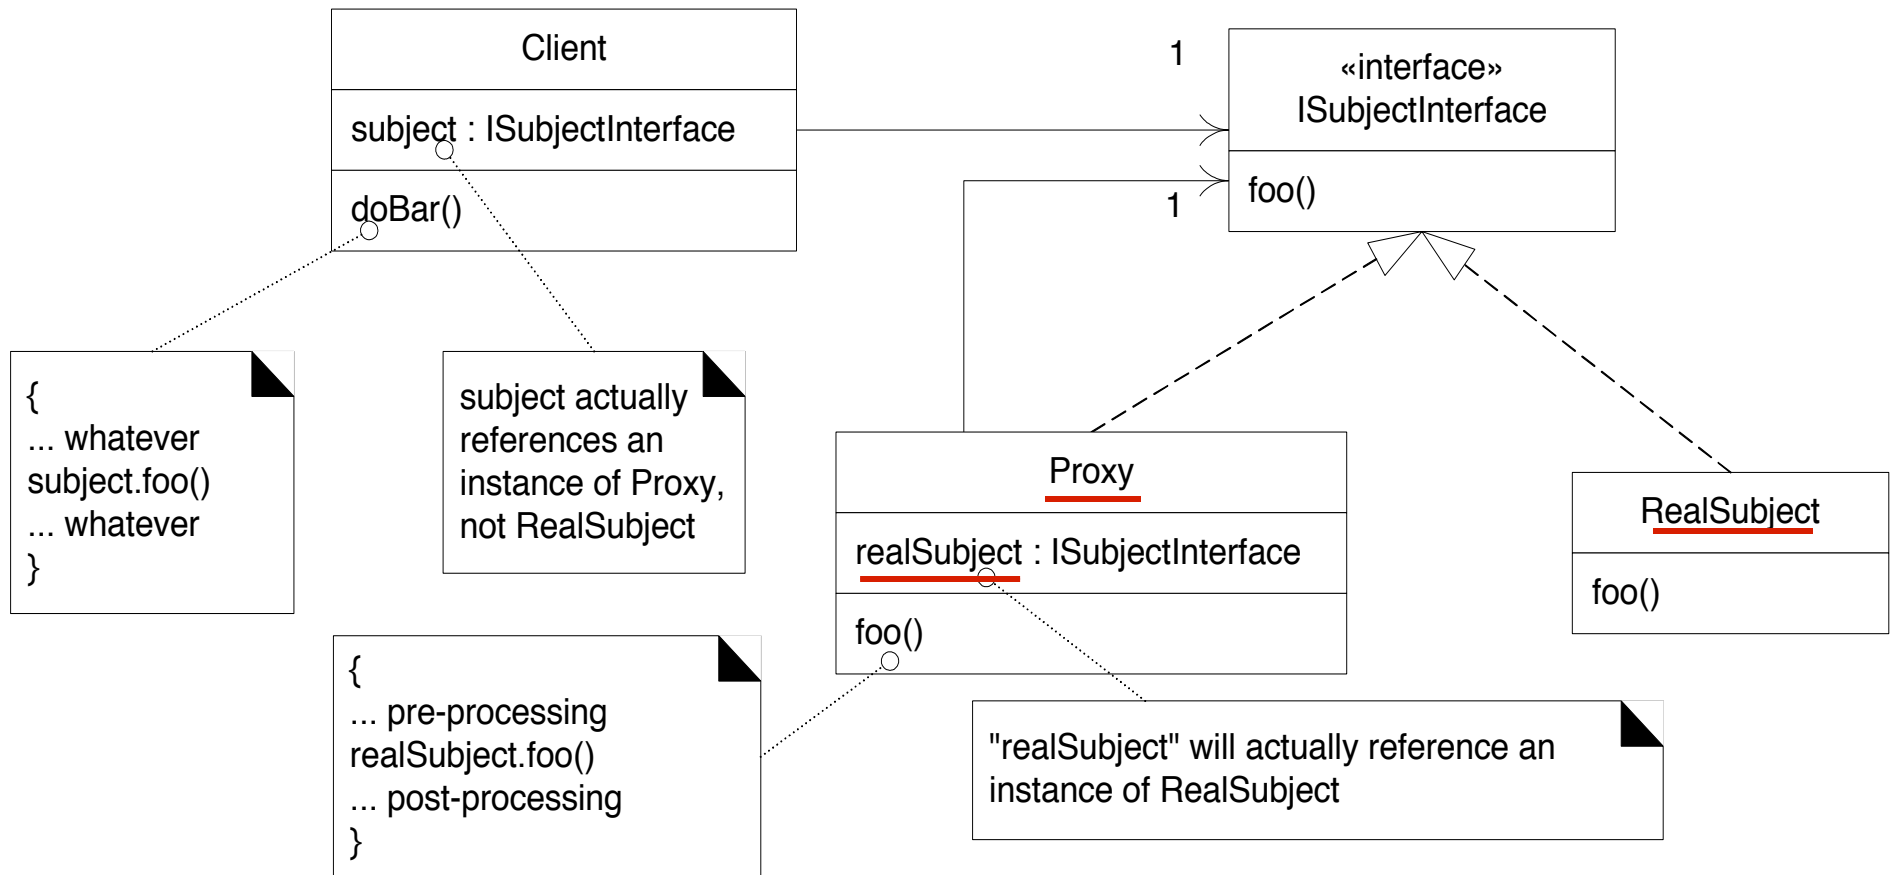 Client
subject : ISubjectInterface
doBar()
1
«interface»
ISubjectInterface
foo()
1
{
... whatever
subject.foo()
... whatever
}
subject actually
references an
instance of Proxy,
not RealSubject
Proxy
realSubject : ISubjectInterface
foo()
RealSubject
foo()
{
... pre-processing
realSubject.foo()
... post-processing
}
"realSubject" will actually reference an
instance of RealSubject